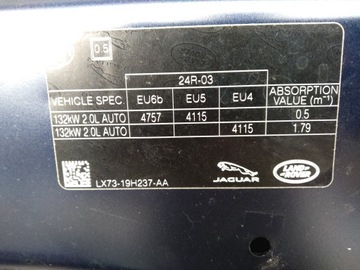 0.5
24R-03
VEHICLE SPEC EU6b EU5 EU4 ABSORPTION VALUE (m⁻¹)
132kW 2.0L AUTO 4757 4115 0.5
132kW 2.0L AUTO 4115 1.79
LX73-19H237-AA
JAGUAR
LAND-ROVER